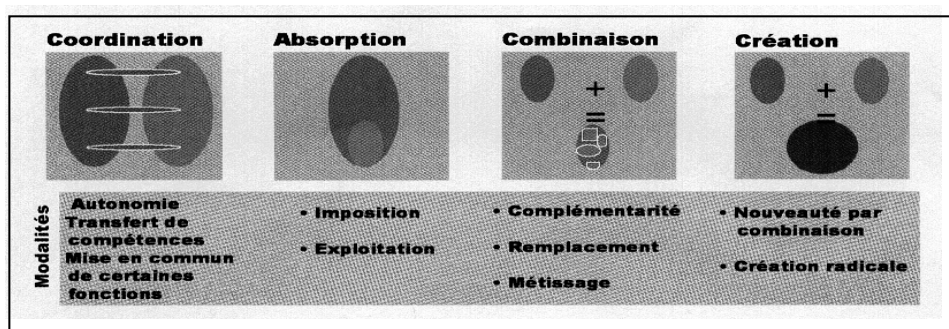 Coordination
Absorption
Combinaison
Création
+
=
+
=
Modalités
Autonomie
Transfert de
compétences
Mise en commun
de certaines
fonctions
• Imposition
• Exploitation
• Complémentarité
• Remplacement
• Métissage
• Nouveauté par
combinaison
• Création radicale